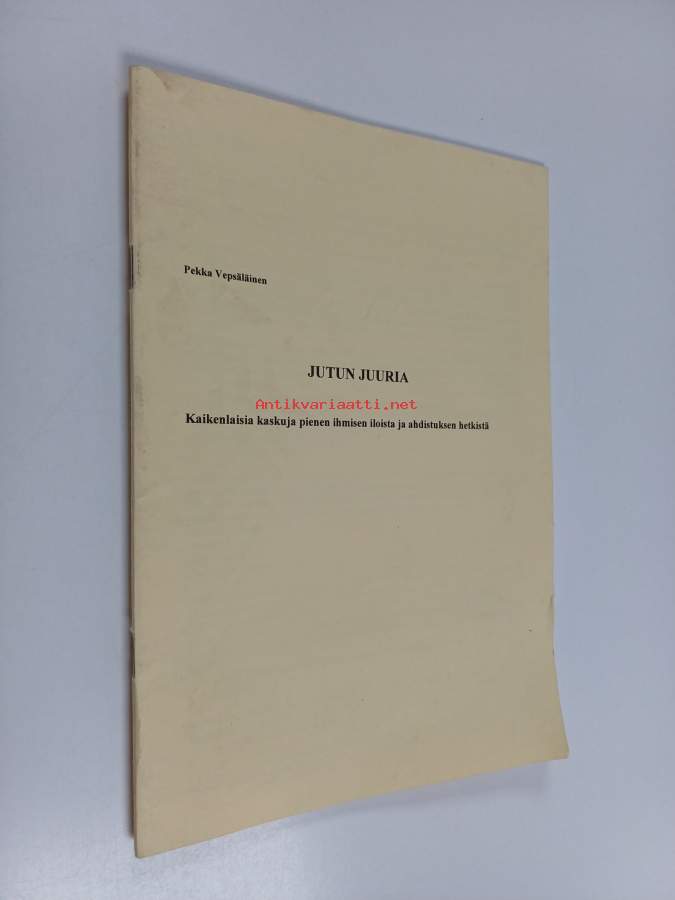 Pekka Vepsäläinen
JUTUN JUURIA
Antikvariaatti.net
Kaikenlaisia kaskuja pienen ihmisen iloista ja ahdistuksen hetkistä